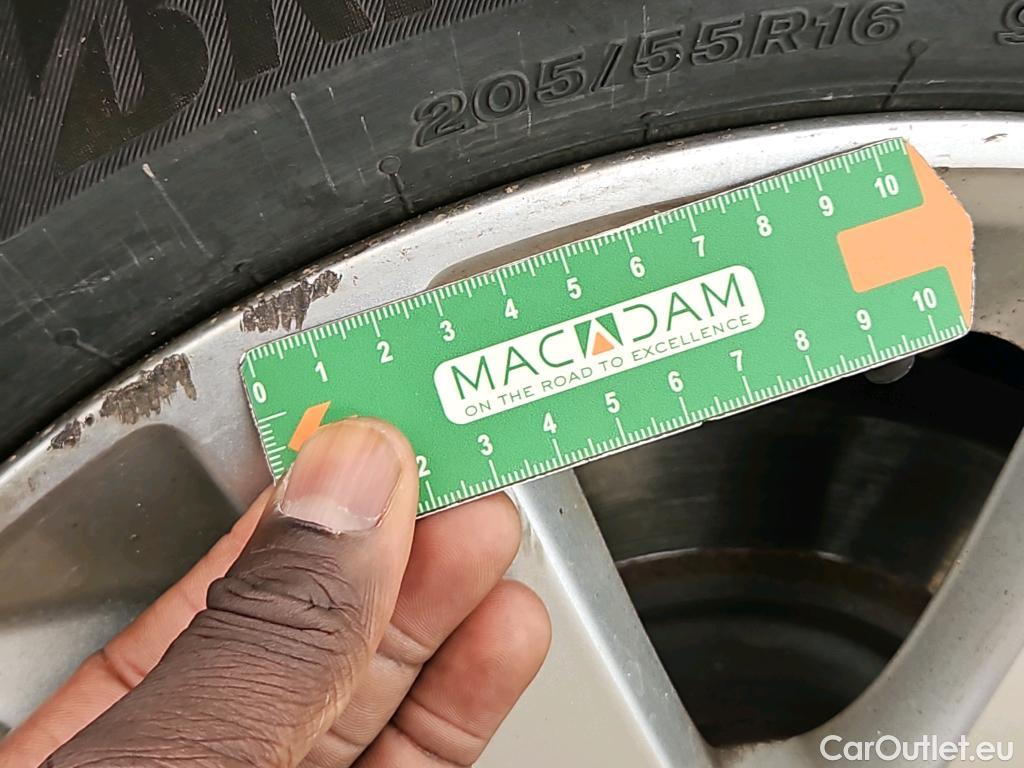 205/55R16 9
0 1 2 3 4 5 6 7 8 9 10
MACADAM
ON THE ROAD TO EXCELLENCE
2 3 4 5 6 7 8 9 10
CarOutlet.eu